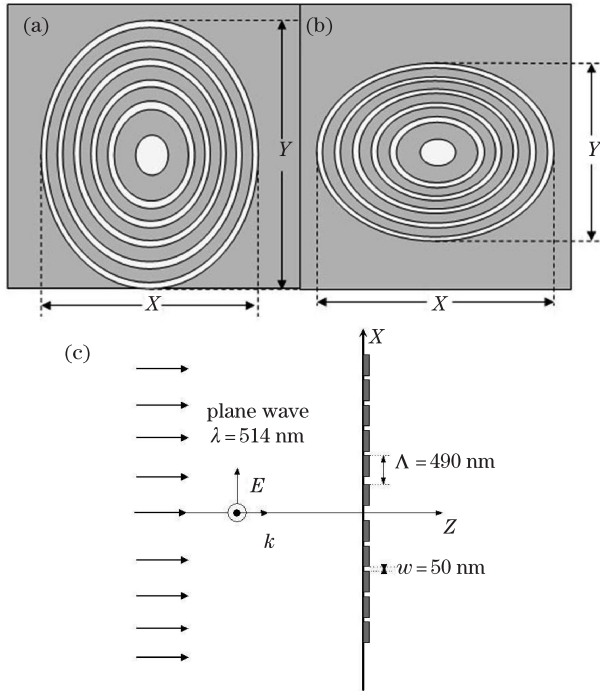 (a)
(b)
Y
Y
X
X
(c)
X
plane wave
λ=514 nm
Λ=490 nm
E
Z
k
w=50 nm